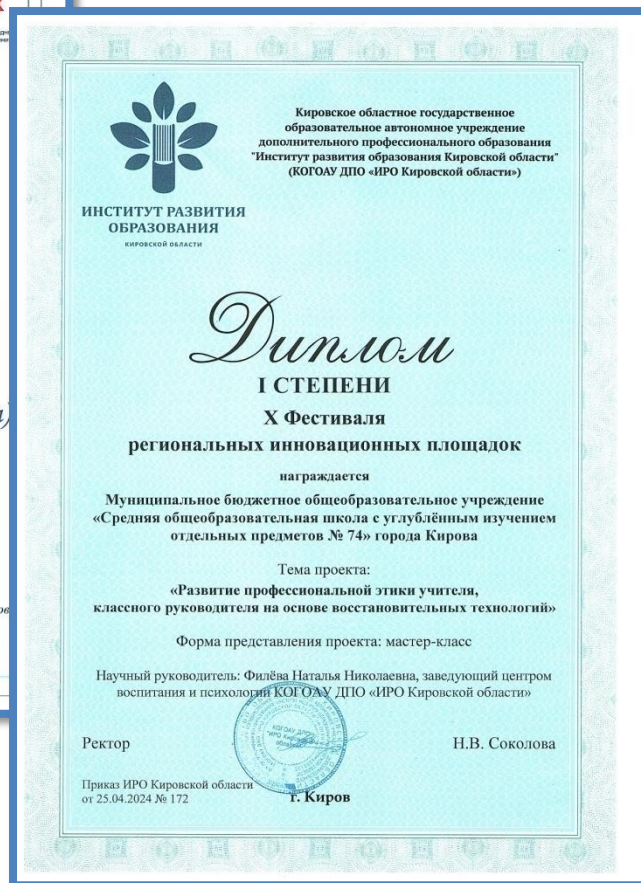 Кировское областное государственное
образовательное автономное учреждение
дополнительного профессионального образования
"Институт развития образования Кировской области"
(КОГОАУ ДПО «ИРО Кировской области»)
ИНСТИТУТ РАЗВИТИЯ
ОБРАЗОВАНИЯ
КИРОВСКОЙ ОБЛАСТИ
Диплом
I СТЕПЕНИ
X Фестиваля
региональных инновационных площадок
награждается
Муниципальное бюджетное общеобразовательное учреждение
«Средняя общеобразовательная школа с углублённым изучением
отдельных предметов № 74» города Кирова
Тема проекта:
«Развитие профессиональной этики учителя,
классного руководителя на основе восстановительных технологий»
Форма представления проекта: мастер-класс
Научный руководитель: Филёва Наталья Николаевна, заведующий центром
воспитания и психологии КОГОАУ ДПО «ИРО Кировской области»
Ректор Н.В. Соколова
Приказ ИРО Кировской области
от 25.04.2024 № 172
г. Киров